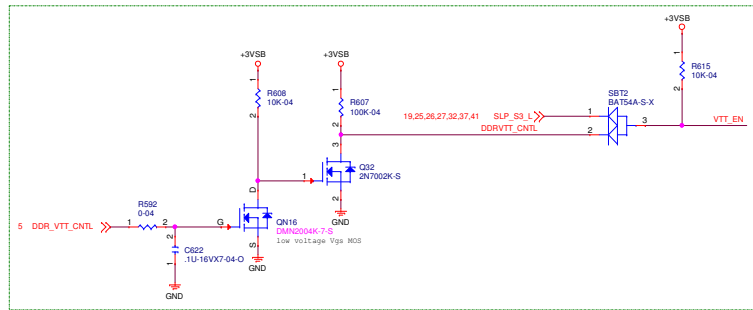 +3VSB
R615
10K-04
1
2
+3VSB
R608
10K-04
1
2
+3VSB
R607
100K-04
1
2
SBT2
BAT54A-S-X
19,25,26,27,32,37,41 SLP_S3_L 1
DDRVTT_CNTL 2
3 VTT_EN
3
1
2
Q32
2N7002K-S
GND
R592
0-04
5 DDR_VTT_CNTL 1 2
D
G
S
QN16
DMN2004K-7-S
low voltage Vgs MOS
GND
2
1
C622
.1U-16VX7-04-O
GND